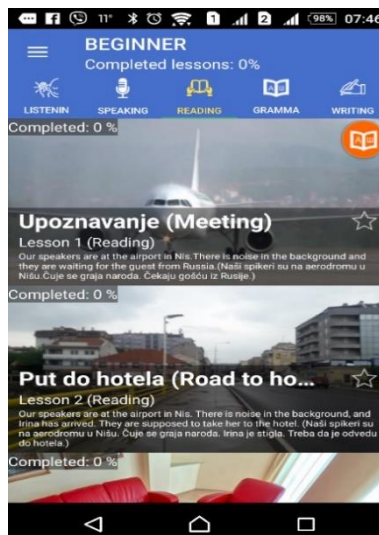 11° 1 2 98% 07:46
BEGINNER
Completed lessons: 0%
LISTENIN SPEAKING READING GRAMMA WRITING
Completed: 0 %
Upoznavanje (Meeting)
Lesson 1 (Reading)
Our speakers are at the airport in Nis.There is noise in the background and
they are waiting for the guest from Russia.(Naši spikeri su na aerodromu u
Nišu.Čuje se graja naroda. Čekaju gošću iz Rusije.)
Completed: 0 %
Put do hotela (Road to ho...
Lesson 2 (Reading)
Our speakers are at the airport in Nis. There is noise in the background, and
Irina has arrived. They are supposed to take her to the hotel. (Naši spikeri su
na aerodromu u Nišu. Čuje se graja naroda. Irina je stigla. Treba da je odvedu
do hotela.)
Completed: 0 %